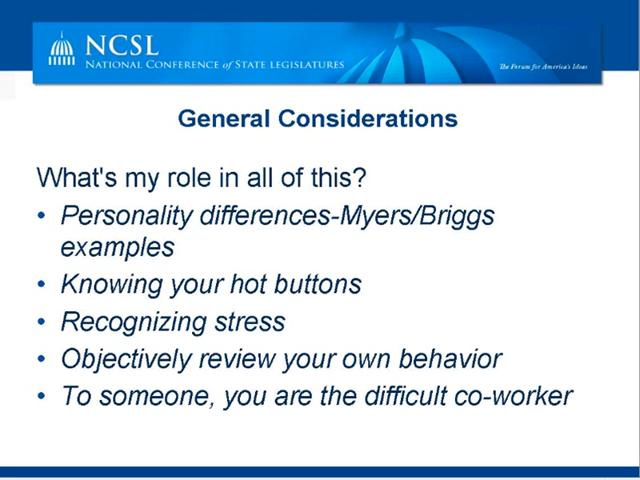 NCSL
NATIONAL CONFERENCE of STATE LEGISLATURES
The Forum for America's Ideas
General Considerations
What's my role in all of this?
• Personality differences-Myers/Briggs
examples
• Knowing your hot buttons
• Recognizing stress
• Objectively review your own behavior
• To someone, you are the difficult co-worker